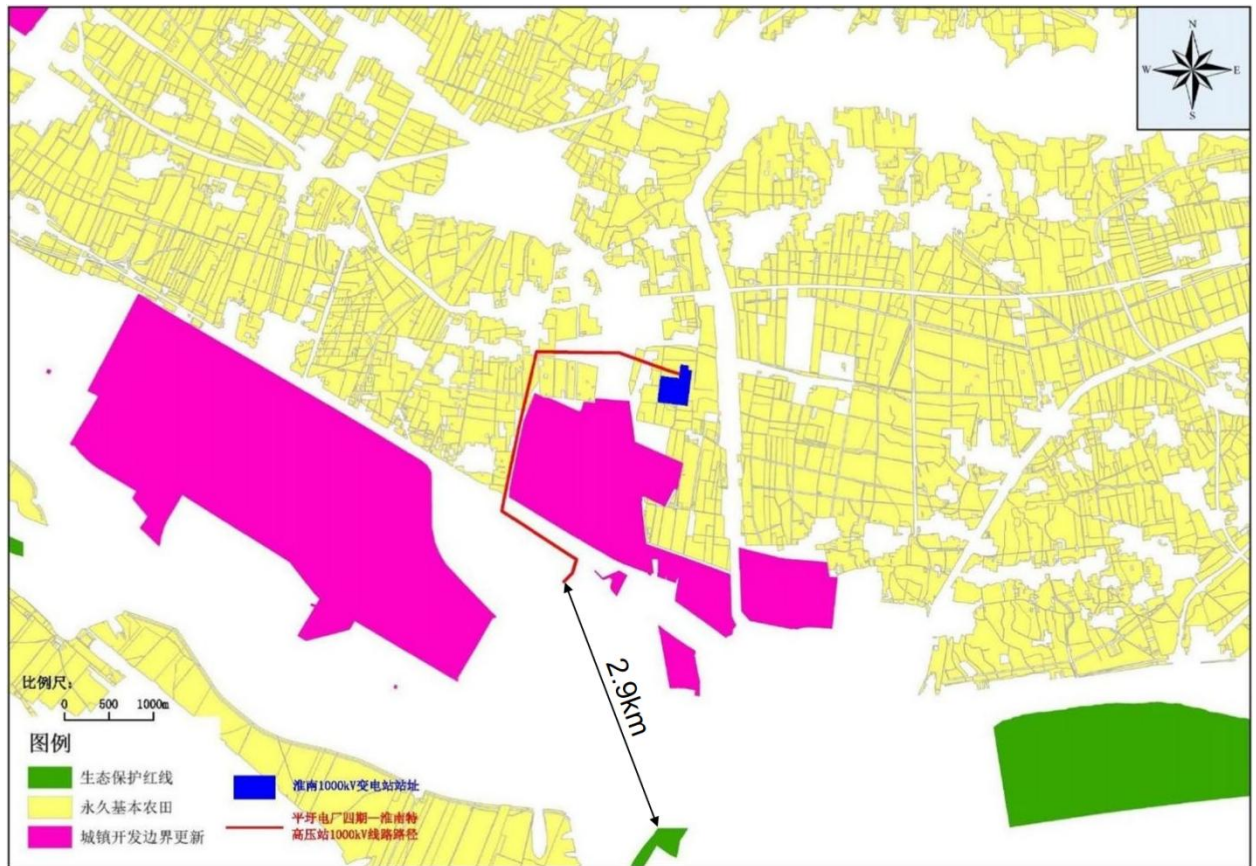 N
W
E
S
2.9km
比例尺:
0 500 1000m
图例
生态保护红线
永久基本农田
城镇开发边界更新
淮南1000kV变电站站址
平圩电厂四期—淮南特
高压站1000kV线路路径